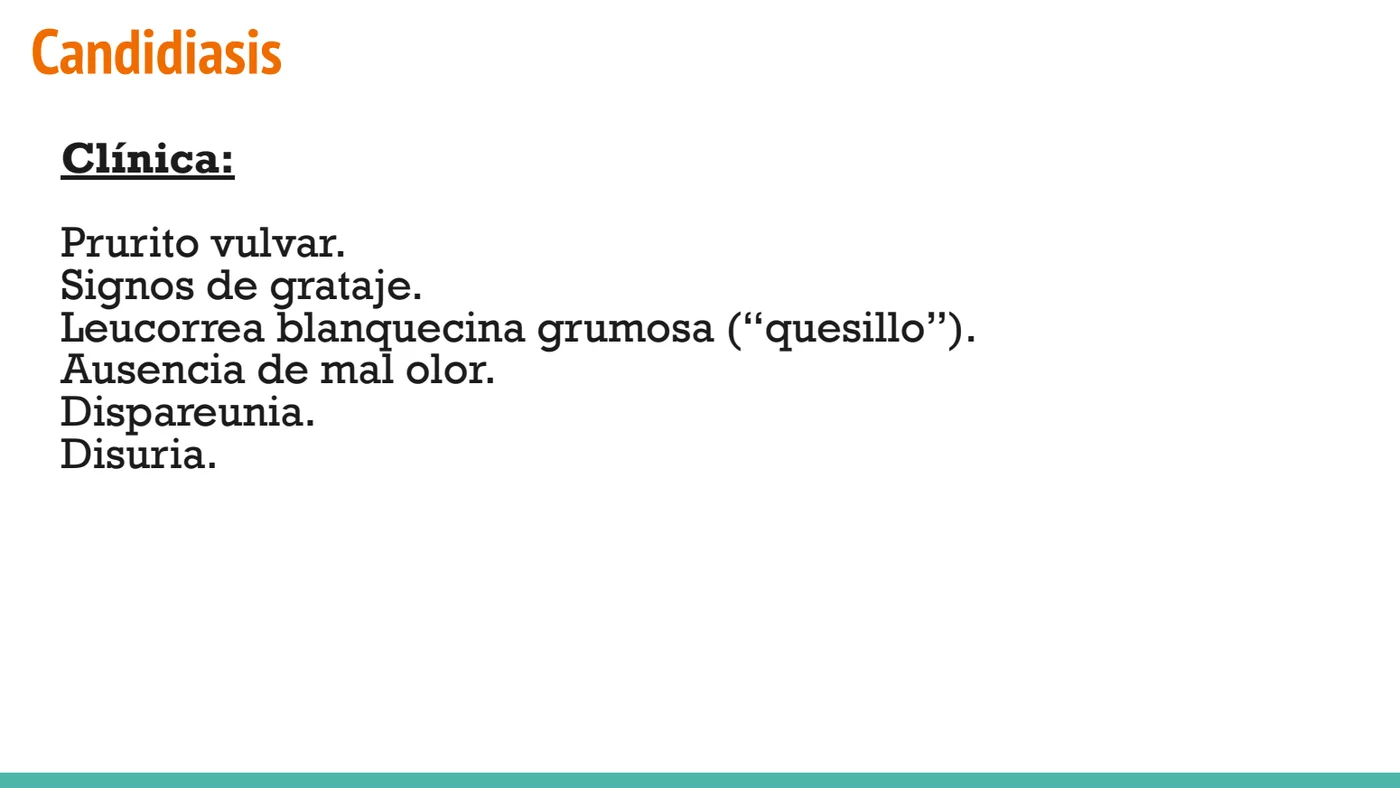 Candidiasis
Clínica:
Prurito vulvar.
Signos de grataje.
Leucorrea blanquecina grumosa (“quesillo”).
Ausencia de mal olor.
Dispareunia.
Disuria.